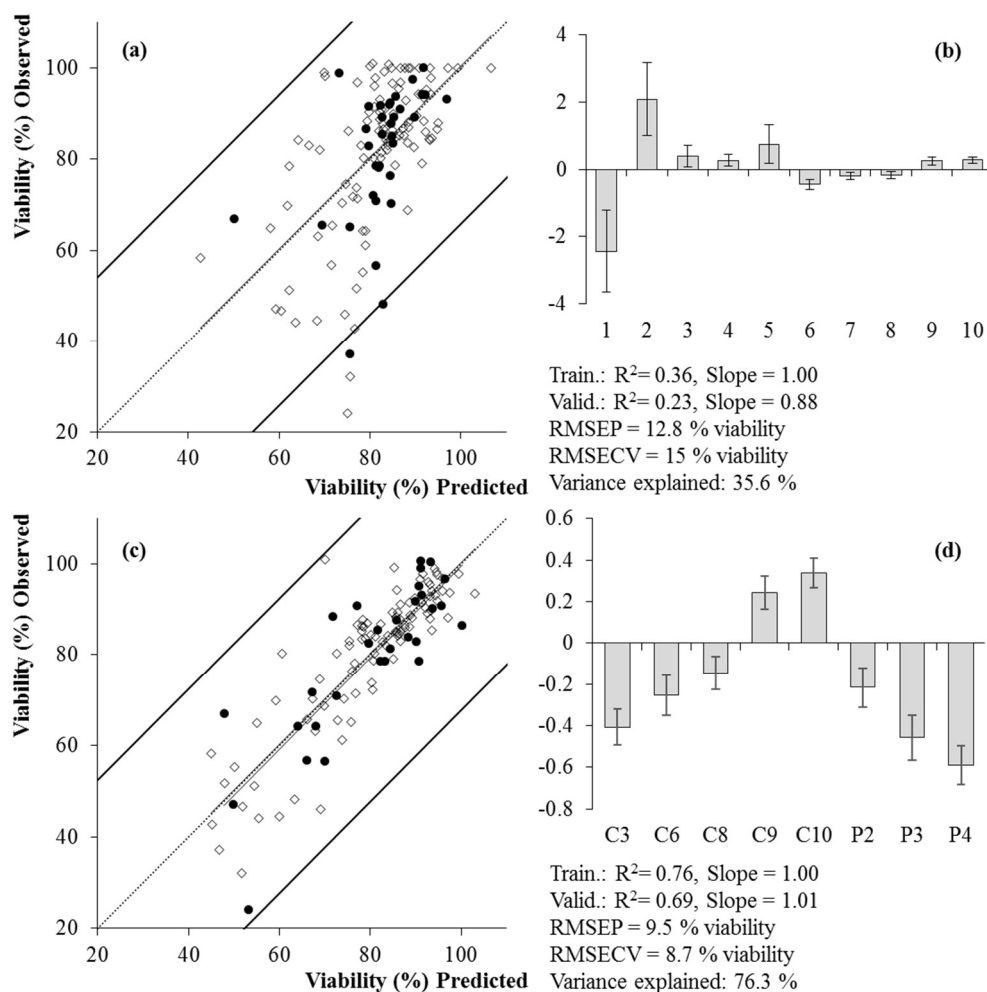 (a)
Viability (%) Observed
100
80
60
40
20
20 40 60 80 100
Viability (%) Predicted
(b)
4
2
0
-2
-4
1 2 3 4 5 6 7 8 9 10
Train.: R²= 0.36, Slope = 1.00
Valid.: R²= 0.23, Slope = 0.88
RMSEP = 12.8 % viability
RMSECV = 15 % viability
Variance explained: 35.6 %
(c)
Viability (%) Observed
100
80
60
40
20
20 40 60 80 100
Viability (%) Predicted
(d)
0.6
0.4
0.2
0
-0.2
-0.4
-0.6
-0.8
C3 C6 C8 C9 C10 P2 P3 P4
Train.: R²= 0.76, Slope = 1.00
Valid.: R²= 0.69, Slope = 1.01
RMSEP = 9.5 % viability
RMSECV = 8.7 % viability
Variance explained: 76.3 %